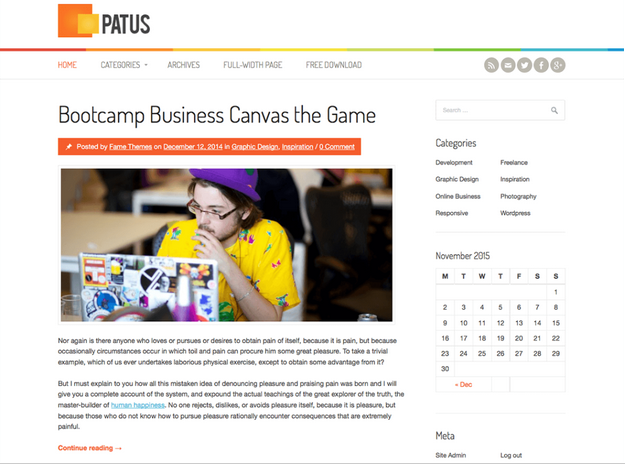 PATUS
HOME CATEGORIES ARCHIVES FULL-WIDTH PAGE FREE DOWNLOAD
Bootcamp Business Canvas the Game
Posted by Fame Themes on December 12, 2014 in Graphic Design, Inspiration / 0 Comment
Nor again is there anyone who loves or pursues or desires to obtain pain of itself, because it is pain, but because
occasionally circumstances occur in which toil and pain can procure him some great pleasure. To take a trivial
example, which of us ever undertakes laborious physical exercise, except to obtain some advantage from it?
But I must explain to you how all this mistaken idea of denouncing pleasure and praising pain was born and I will
give you a complete account of the system, and expound the actual teachings of the great explorer of the truth, the
master-builder of human happiness. No one rejects, dislikes, or avoids pleasure itself, because it is pleasure, but
because those who do not know how to pursue pleasure rationally encounter consequences that are extremely
painful.
Continue reading →
Search …
Categories
Development Freelance
Graphic Design Inspiration
Online Business Photography
Responsive Wordpress
November 2015
M T W T F S S
1
2 3 4 5 6 7 8
9 10 11 12 13 14 15
16 17 18 19 20 21 22
23 24 25 26 27 28 29
30
« Dec
Meta
Site Admin Log out